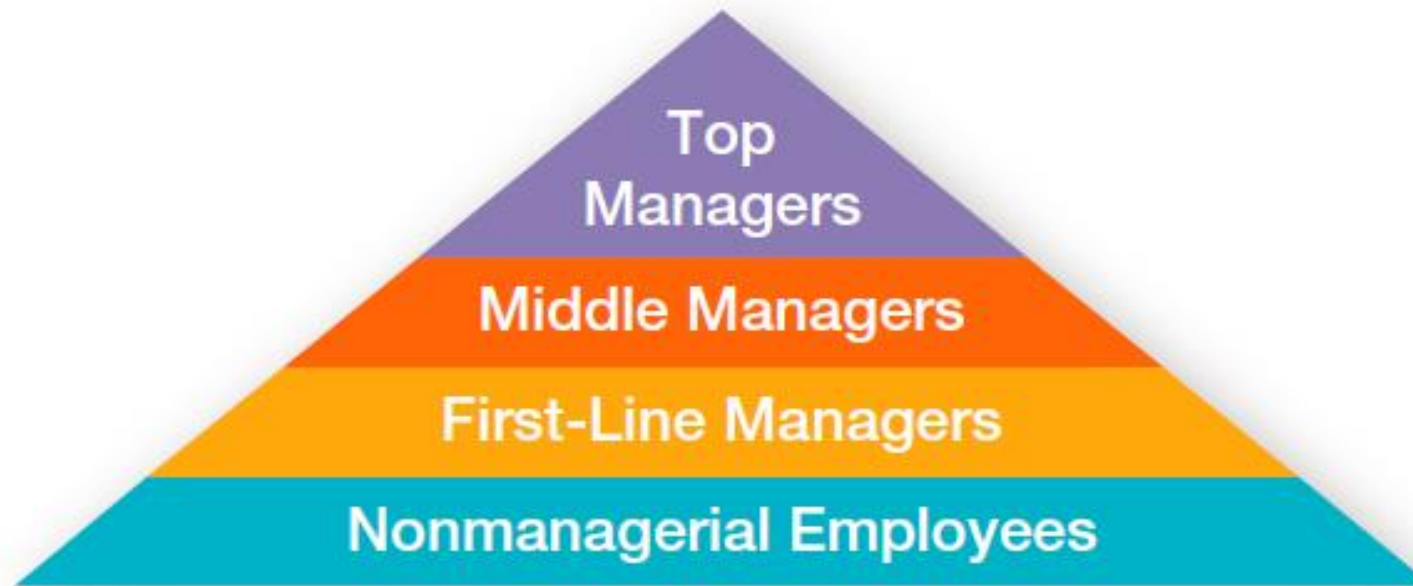 Top
Managers
Middle Managers
First-Line Managers
Nonmanagerial Employees